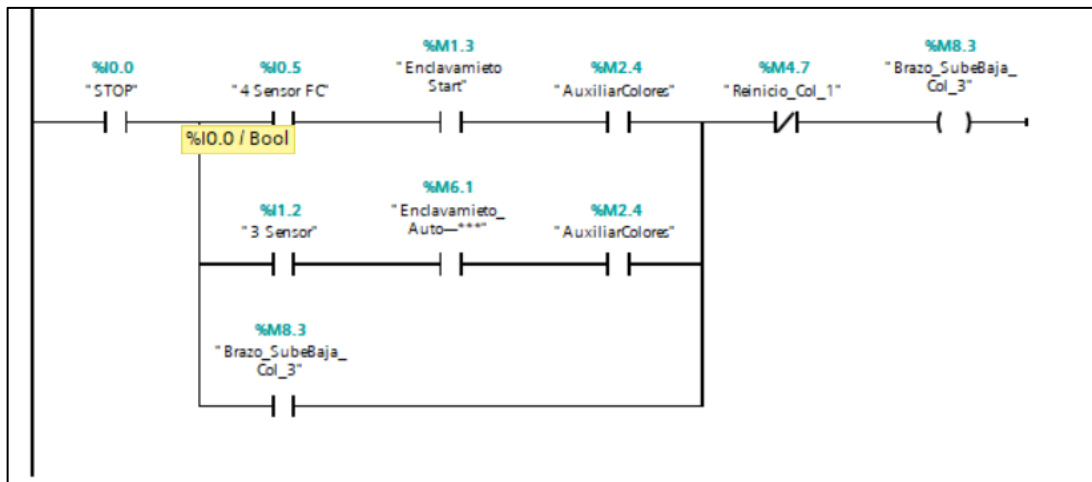 %M1.3
%M8.3
%I0.0
%I0.5
"Enclavamieto
%M2.4
%M4.7
"Brazo_SubeBaja_
"STOP"
"4 Sensor FC"
Start"
"AuxiliarColores"
"Reinicio_Col_1"
Col_3"
%I0.0 / Bool
%M6.1
%I1.2
"Enclavamieto_
%M2.4
"3 Sensor"
Auto—***"
"AuxiliarColores"
%M8.3
"Brazo_SubeBaja_
Col_3"